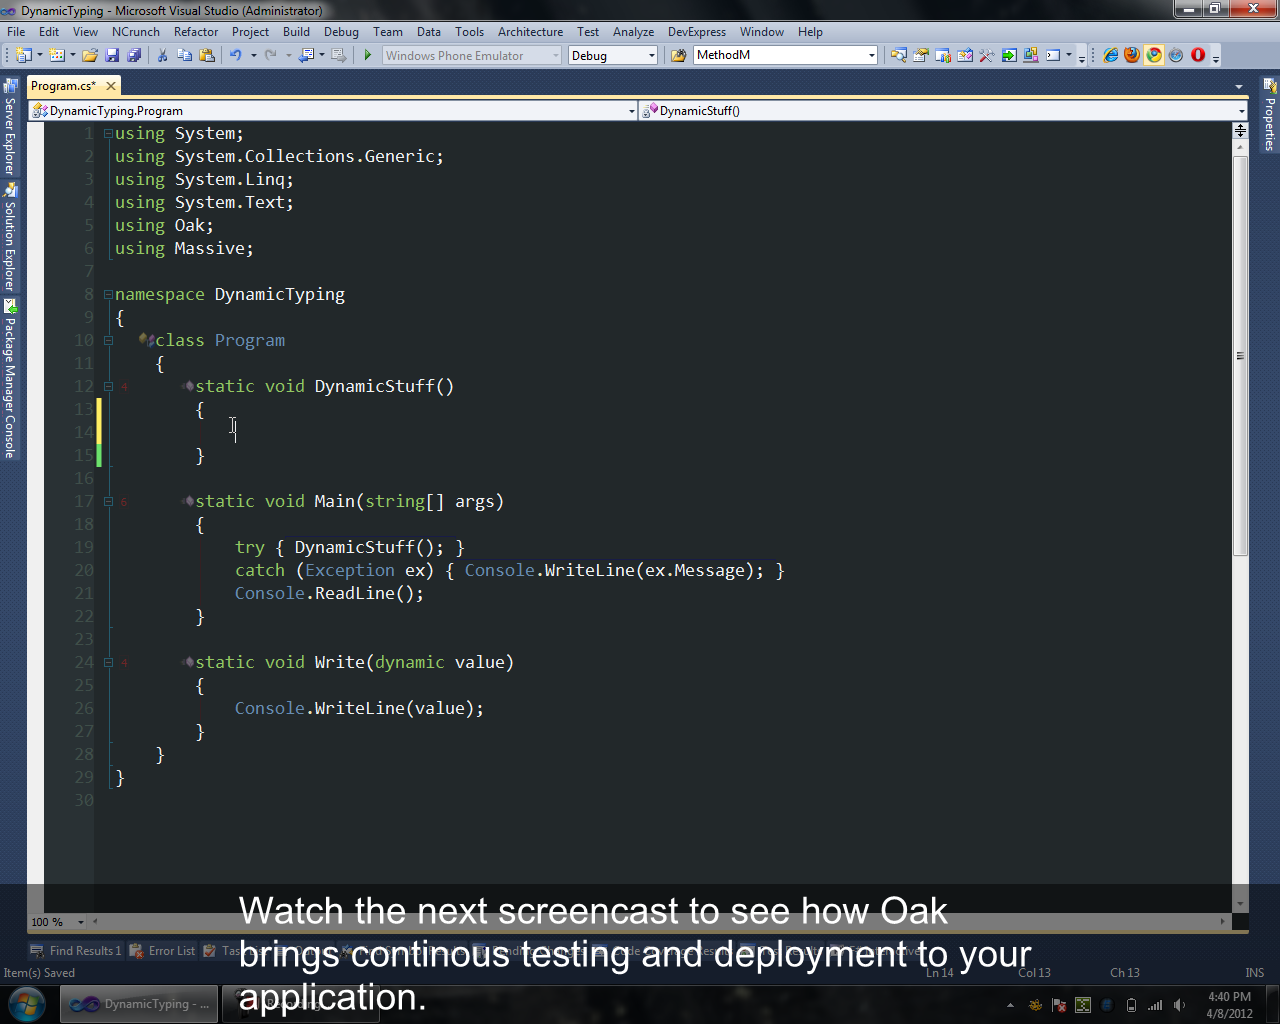 DynamicTyping - Microsoft Visual Studio (Administrator)
File Edit View NCrunch Refactor Project Build Debug Team Data Tools Architecture Test Analyze DevExpress Window Help
Windows Phone Emulator Debug MethodM
Program.cs*
DynamicTyping.Program DynamicStuff()
Server Explorer
Solution Explorer
Package Manager Console
Properties
1 using System;
2 using System.Collections.Generic;
3 using System.Linq;
4 using System.Text;
5 using Oak;
6 using Massive;
7
8 namespace DynamicTyping
9 {
10 class Program
11 {
12 4 static void DynamicStuff()
13 {
14
15 }
16
17 6 static void Main(string[] args)
18 {
19 try { DynamicStuff(); }
20 catch (Exception ex) { Console.WriteLine(ex.Message); }
21 Console.ReadLine();
22 }
23
24 4 static void Write(dynamic value)
25 {
26 Console.WriteLine(value);
27 }
28 }
29 }
30
100 %
Watch the next screencast to see how Oak
brings continous testing and deployment to your
application.
Find Results 1 Error List
Item(s) Saved Ln 14 Col 13 Ch 13 INS
DynamicTyping - ...
4:40 PM
4/8/2012